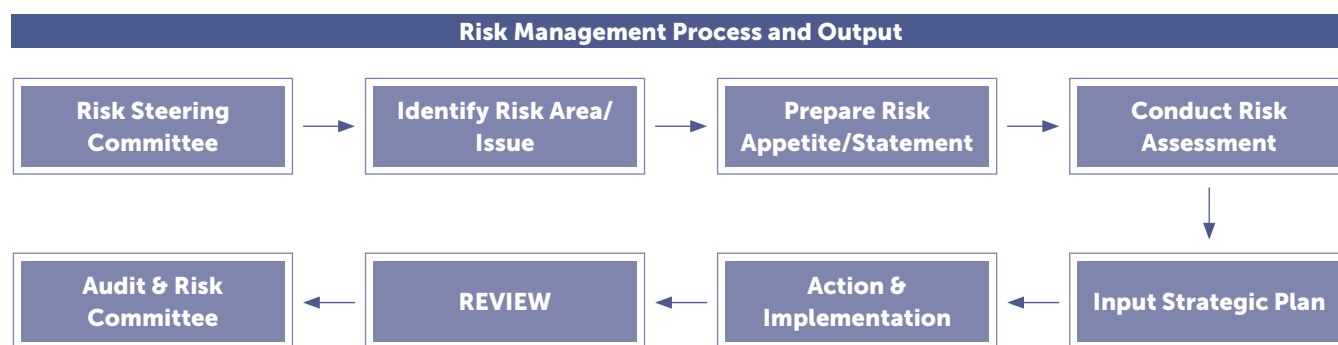 Risk Management Process and Output
Risk Steering
Committee
Identify Risk Area/
Issue
Prepare Risk
Appetite/Statement
Conduct Risk
Assessment
Audit & Risk
Committee
REVIEW
Action &
Implementation
Input Strategic Plan